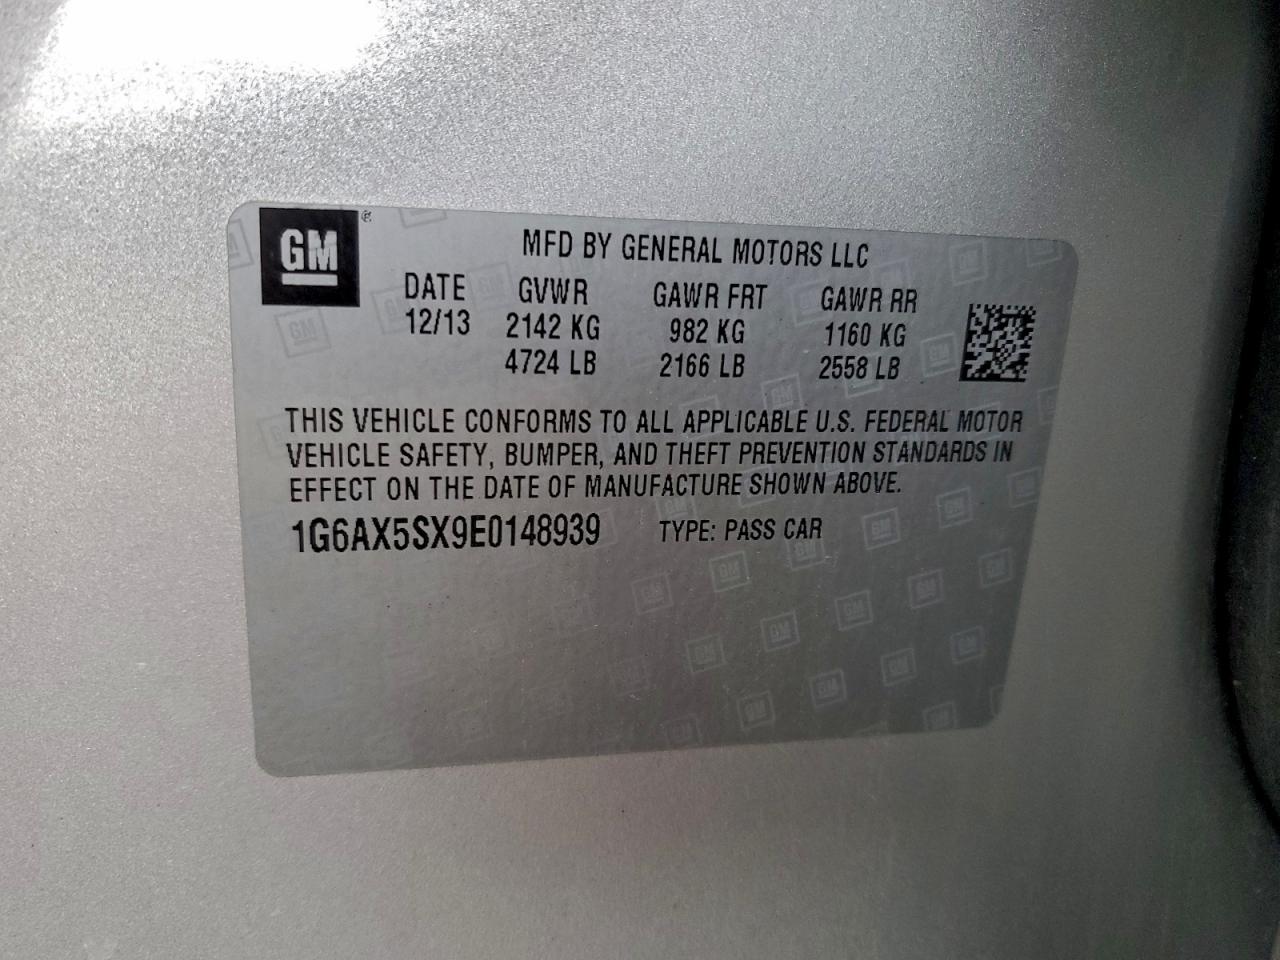 GM
MFD BY GENERAL MOTORS LLC
DATE GVWR GAWR FRT GAWR RR
12/13 2142 KG 982 KG 1160 KG
4724 LB 2166 LB 2558 LB
THIS VEHICLE CONFORMS TO ALL APPLICABLE U.S. FEDERAL MOTOR
VEHICLE SAFETY, BUMPER, AND THEFT PREVENTION STANDARDS IN
EFFECT ON THE DATE OF MANUFACTURE SHOWN ABOVE.
1G6AX5SX9E0148939 TYPE: PASS CAR